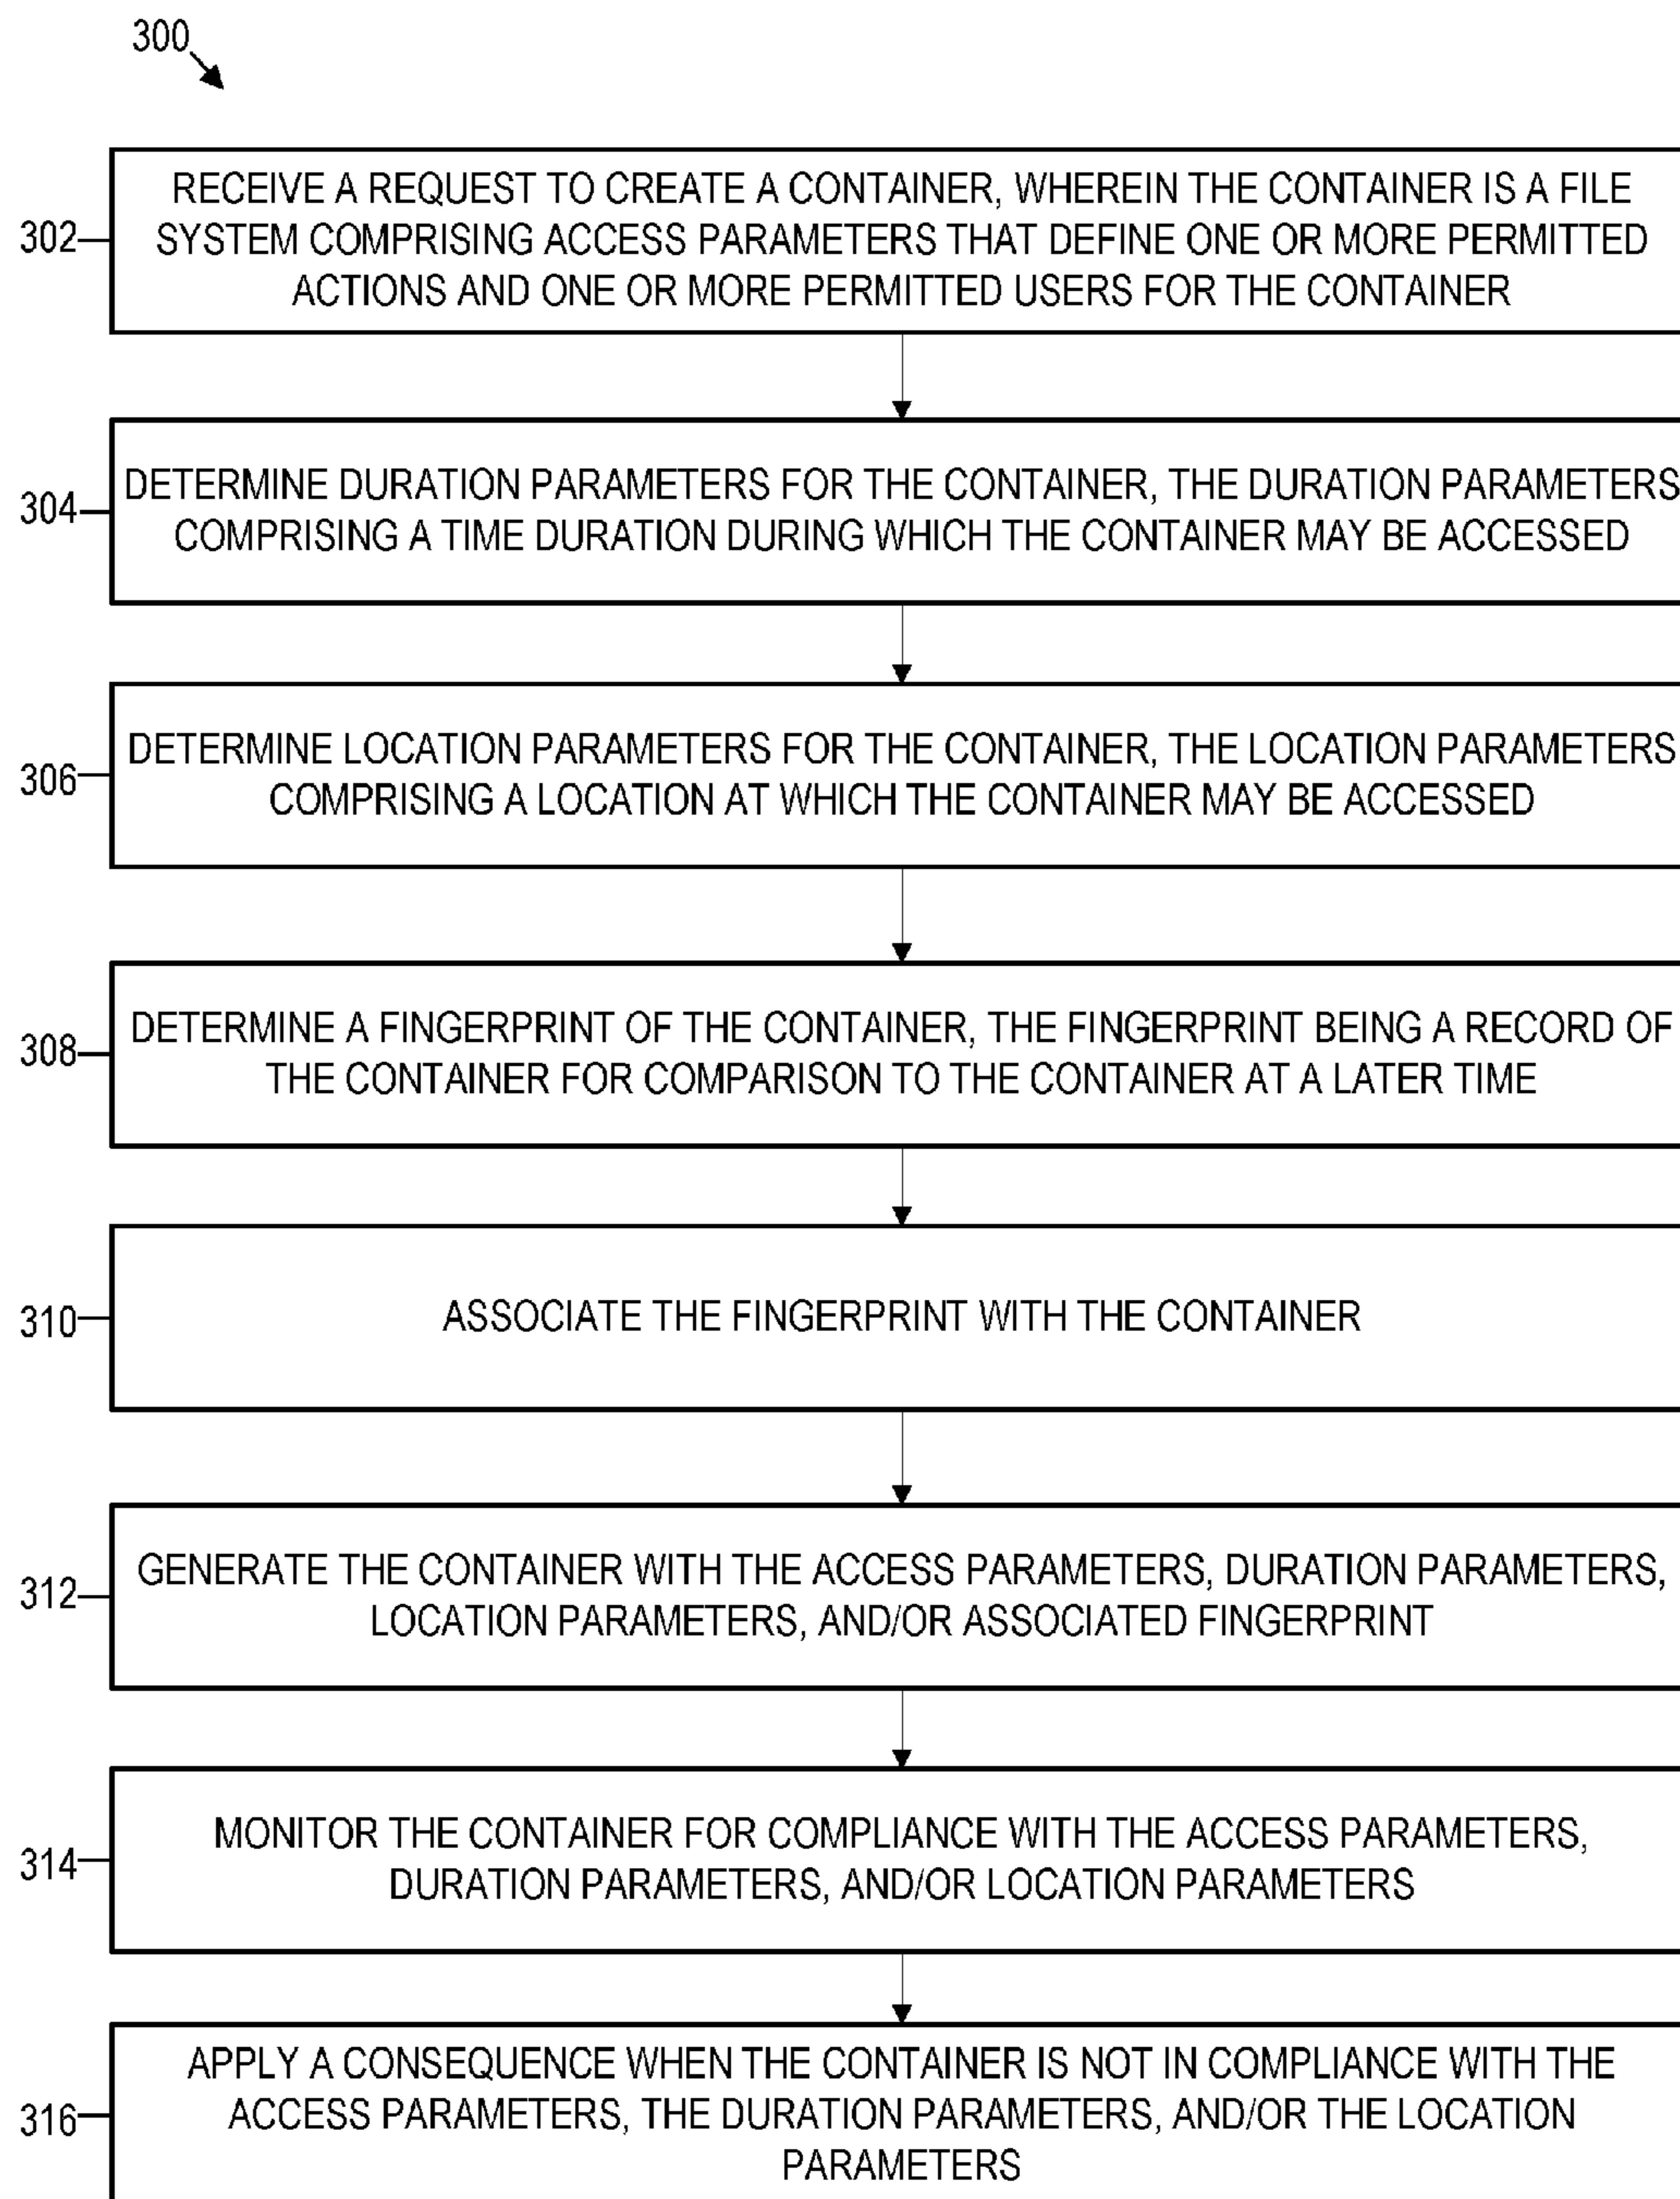 300
302
RECEIVE A REQUEST TO CREATE A CONTAINER, WHEREIN THE CONTAINER IS A FILE
SYSTEM COMPRISING ACCESS PARAMETERS THAT DEFINE ONE OR MORE PERMITTED
ACTIONS AND ONE OR MORE PERMITTED USERS FOR THE CONTAINER
304
DETERMINE DURATION PARAMETERS FOR THE CONTAINER, THE DURATION PARAMETERS
COMPRISING A TIME DURATION DURING WHICH THE CONTAINER MAY BE ACCESSED
306
DETERMINE LOCATION PARAMETERS FOR THE CONTAINER, THE LOCATION PARAMETERS
COMPRISING A LOCATION AT WHICH THE CONTAINER MAY BE ACCESSED
308
DETERMINE A FINGERPRINT OF THE CONTAINER, THE FINGERPRINT BEING A RECORD OF
THE CONTAINER FOR COMPARISON TO THE CONTAINER AT A LATER TIME
310
ASSOCIATE THE FINGERPRINT WITH THE CONTAINER
312
GENERATE THE CONTAINER WITH THE ACCESS PARAMETERS, DURATION PARAMETERS,
LOCATION PARAMETERS, AND/OR ASSOCIATED FINGERPRINT
314
MONITOR THE CONTAINER FOR COMPLIANCE WITH THE ACCESS PARAMETERS,
DURATION PARAMETERS, AND/OR LOCATION PARAMETERS
316
APPLY A CONSEQUENCE WHEN THE CONTAINER IS NOT IN COMPLIANCE WITH THE
ACCESS PARAMETERS, THE DURATION PARAMETERS, AND/OR THE LOCATION
PARAMETERS